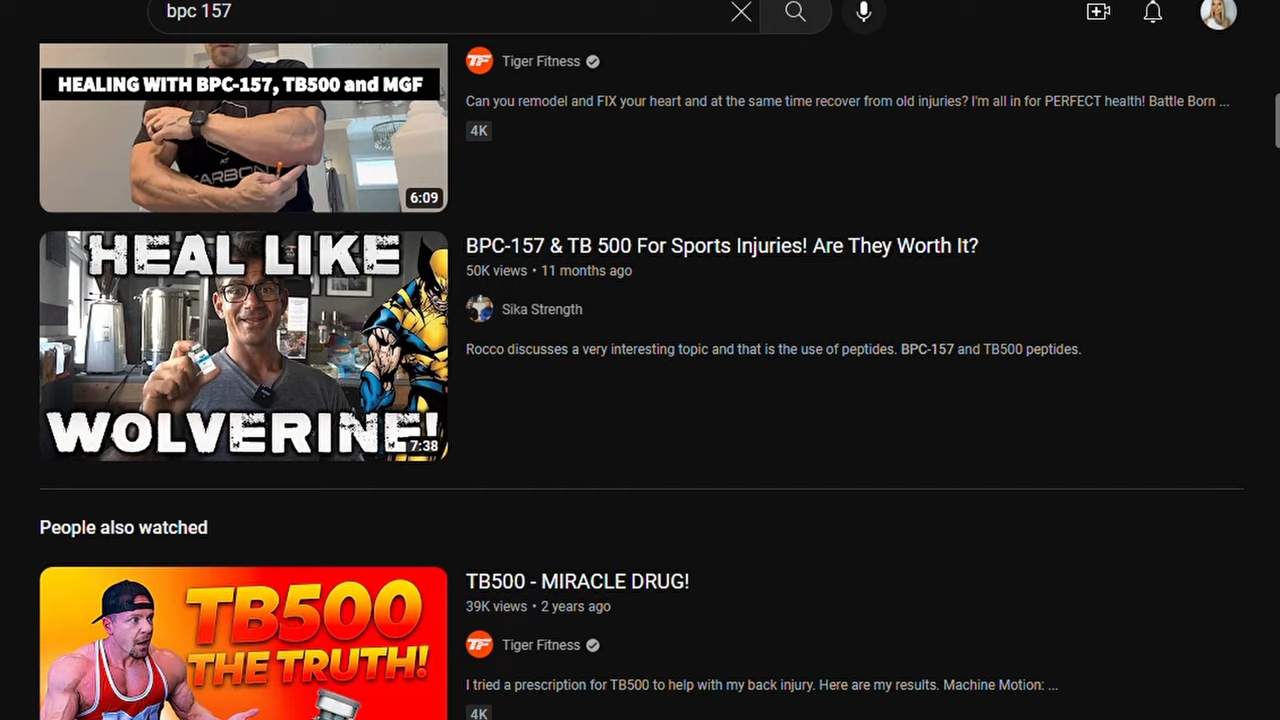 bpc 157
HEALING WITH BPC-157, TB500 and MGF
AT
KARBON
6:09
TF
Tiger Fitness
Can you remodel and FIX your heart and at the same time recover from old injuries? I'm all in for PERFECT health! Battle Born ...
4K
HEAL LIKE
WOLVERINE!
7:38
BPC-157 & TB 500 For Sports Injuries! Are They Worth It?
50K views • 11 months ago
Sika Strength
Rocco discusses a very interesting topic and that is the use of peptides. BPC-157 and TB500 peptides.
People also watched
TB500
THE TRUTH!
TB500 - MIRACLE DRUG!
39K views • 2 years ago
TF
Tiger Fitness
I tried a prescription for TB500 to help with my back injury. Here are my results. Machine Motion: ...
4K